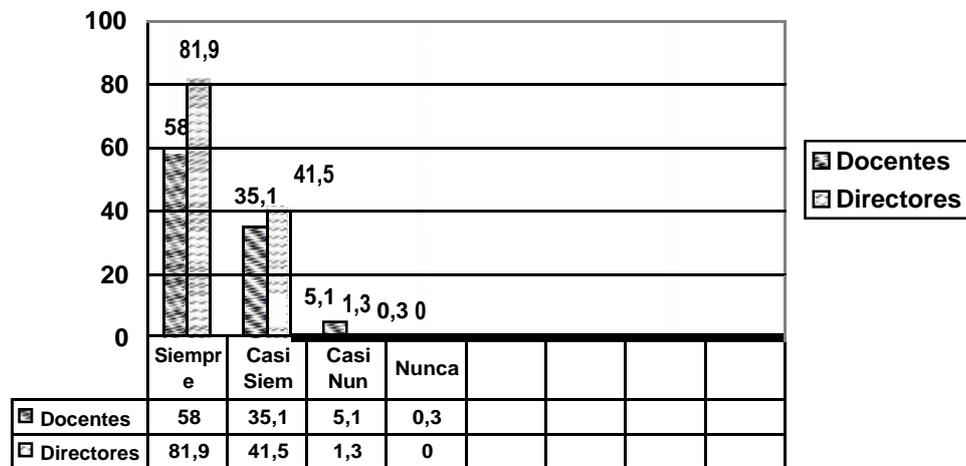 100
81,9
80
58
60
41,5
35,1
40
20
5,1
1,3
0,3 0
0
Siempr
e
Casi
Siem
Casi
Nun
Nunca
Docentes 58 35,1 5,1 0,3
Directores 81,9 41,5 1,3 0
Docentes
Directores